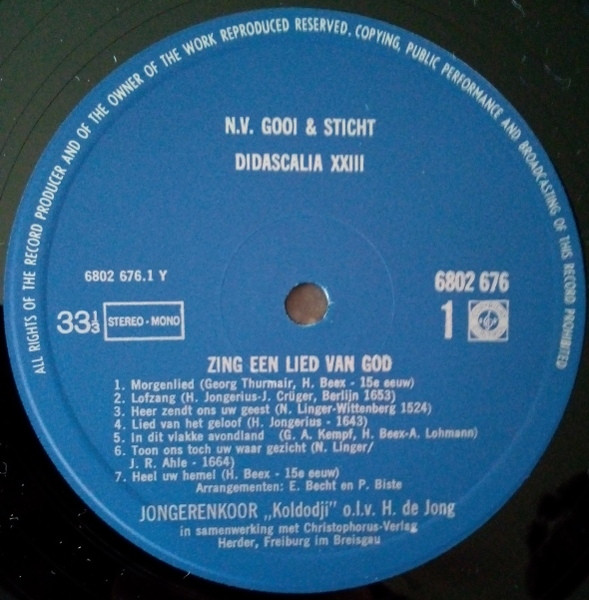 ALL RIGHTS OF THE RECORD PRODUCER AND OF THE OWNER OF THE WORK REPRODUCED RESERVED. COPYING, PUBLIC PERFORMANCE AND BROADCASTING OF THIS RECORD PROHIBITED
N.V. GOOI & STICHT
DIDASCALIA XXIII
6802 676.1 Y
6802 676
33 1/3 STEREO - MONO
1
ZING EEN LIED VAN GOD
1. Morgenlied (Georg Thurmair, H. Beex - 15e eeuw)
2. Lofzang (H. Jongerius-J. Crüger, Berlijn 1653)
3. Heer zendt ons uw geest (N. Linger-Wittenberg 1524)
4. Lied van het geloof (H. Jongerius - 1643)
5. In dit vlakke avondland (G. A. Kempf, H. Beex-A. Lohmann)
6. Toon ons toch uw waar gezicht (N. Linger/
J. R. Ahle - 1664)
7. Heel uw hemel (H. Beex - 15e eeuw)
Arrangementen: E. Becht en P. Biste
JONGERENKOOR „Koldodji” o.l.v. H. de Jong
in samenwerking met Christophorus-Verlag
Herder, Freiburg im Breisgau